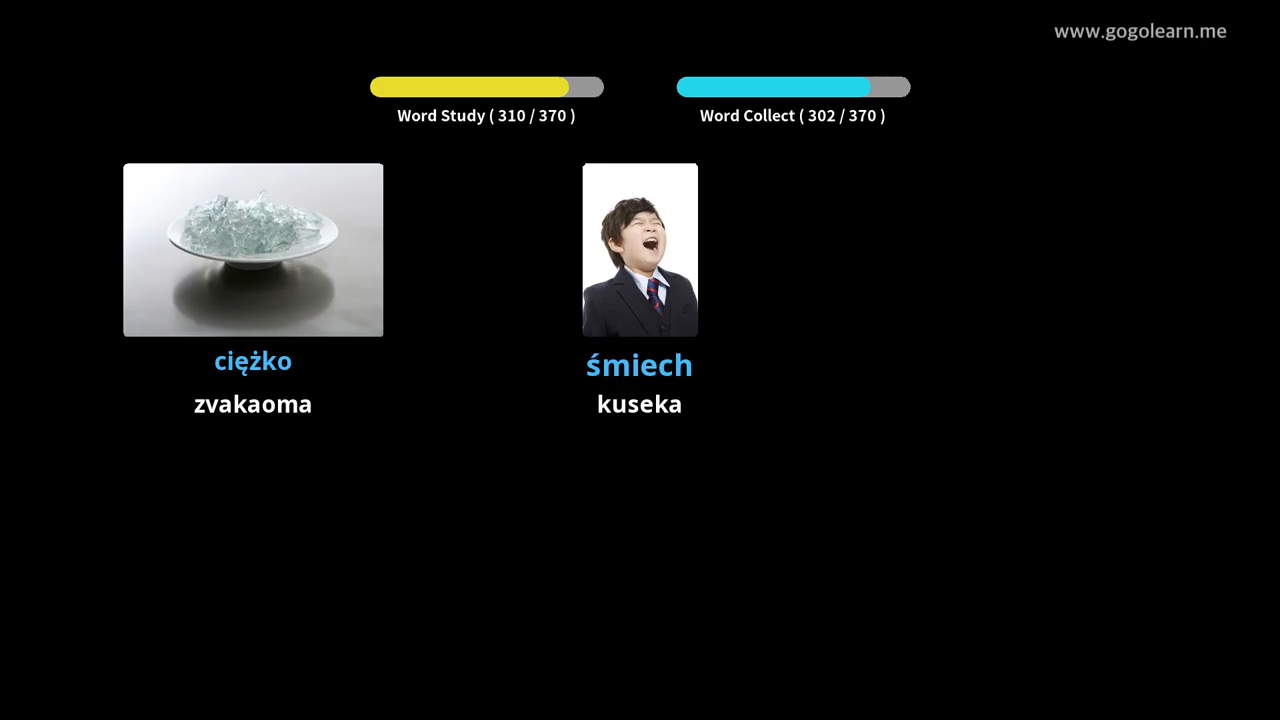 www.gogolearn.me
Word Study ( 310 / 370 )
Word Collect ( 302 / 370 )
ciężko
zvakaoma
śmiech
kuseka